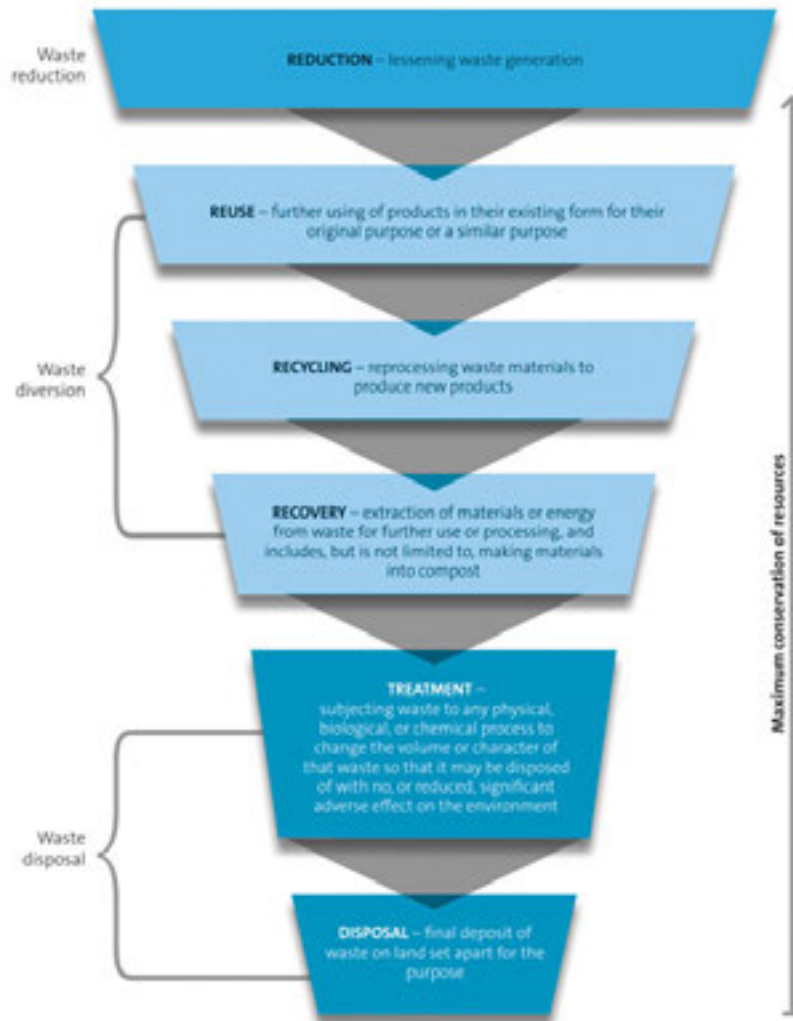 Waste
reduction
REDUCTION – lessening waste generation
REUSE – further using of products in their existing form for their
original purpose or a similar purpose
Waste
diversion
RECYCLING – reprocessing waste materials to
produce new products
RECOVERY – extraction of materials or energy
from waste for further use or processing, and
includes, but is not limited to, making materials
into compost
Waste
disposal
TREATMENT –
subjecting waste to any physical,
biological, or chemical process to
change the volume or character of
that waste so that it may be disposed
of with no, or reduced, significant
adverse effect on the environment
DISPOSAL – final deposit of
waste on land set apart for the
purpose
Maximum conservation of resources